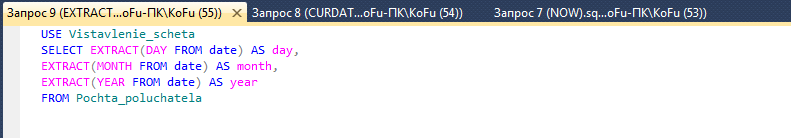 Запрос 9 (EXTRACT...oFu-ПК\KoFu (55)) × Запрос 8 (CURDAT...oFu-ПК\KoFu (54)) Запрос 7 (NOW).sq...oFu-ПК\KoFu (53))
USE Vistavlenie_scheta
SELECT EXTRACT(DAY FROM date) AS day,
EXTRACT(MONTH FROM date) AS month,
EXTRACT(YEAR FROM date) AS year
FROM Pochta_poluchatela